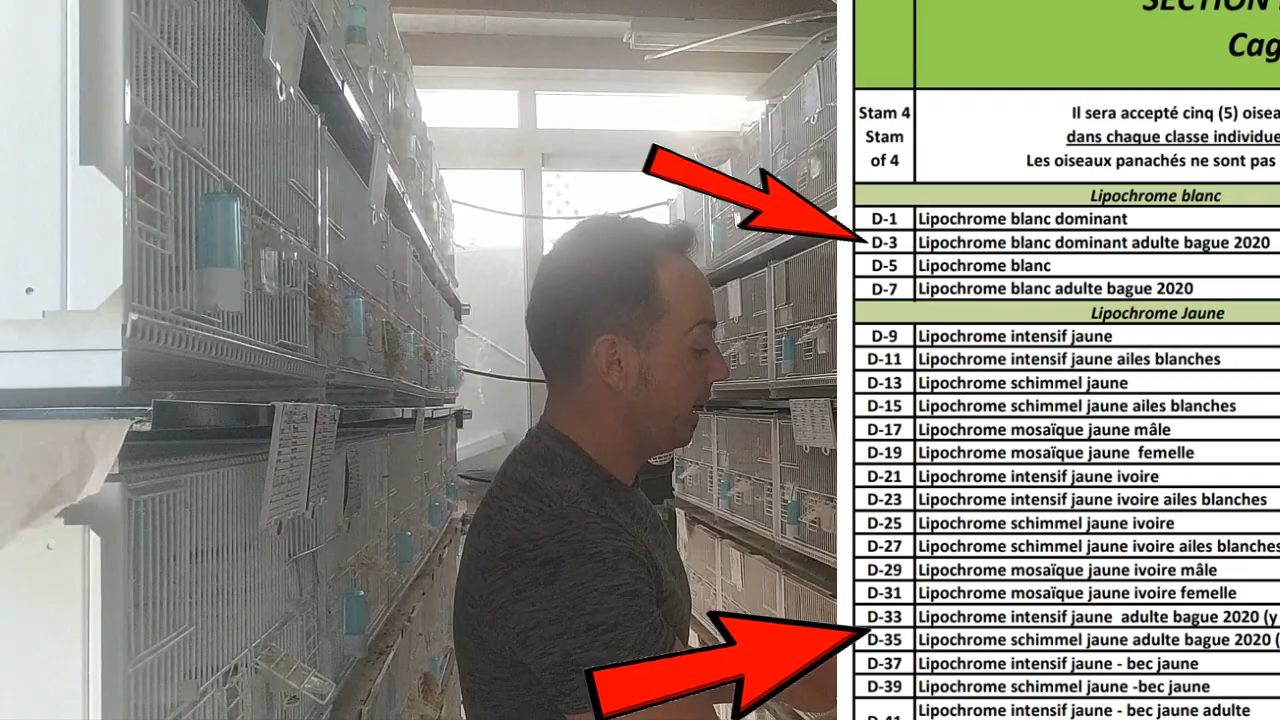 SECTION
Cag
Stam 4
Stam
of 4
Il sera accepté cinq (5) oisea
dans chaque classe individue
Les oiseaux panachés ne sont pas
Lipochrome blanc
D-1 Lipochrome blanc dominant
D-3 Lipochrome blanc dominant adulte bague 2020
D-5 Lipochrome blanc
D-7 Lipochrome blanc adulte bague 2020
Lipochrome Jaune
D-9 Lipochrome intensif jaune
D-11 Lipochrome intensif jaune ailes blanches
D-13 Lipochrome schimmel jaune
D-15 Lipochrome schimmel jaune ailes blanches
D-17 Lipochrome mosaïque jaune mâle
D-19 Lipochrome mosaïque jaune femelle
D-21 Lipochrome intensif jaune ivoire
D-23 Lipochrome intensif jaune ivoire ailes blanches
D-25 Lipochrome schimmel jaune ivoire
D-27 Lipochrome schimmel jaune ivoire ailes blanches
D-29 Lipochrome mosaïque jaune ivoire mâle
D-31 Lipochrome mosaïque jaune ivoire femelle
D-33 Lipochrome intensif jaune adulte bague 2020 (y
D-35 Lipochrome schimmel jaune adulte bague 2020 (
D-37 Lipochrome intensif jaune - bec jaune
D-39 Lipochrome schimmel jaune -bec jaune
D-41 Lipochrome intensif jaune - bec jaune adulte